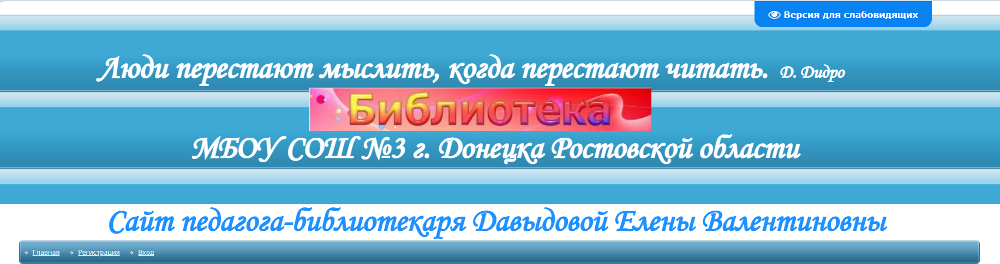 Версия для слабовидящих
Люди перестают мыслить, когда перестают читать. Д. Дидро
Библиотека
МБОУ СОШ №3 г. Донецка Ростовской области
Сайт педагога-библиотекаря Давыдовой Елены Валентиновны
Главная Регистрация Вход